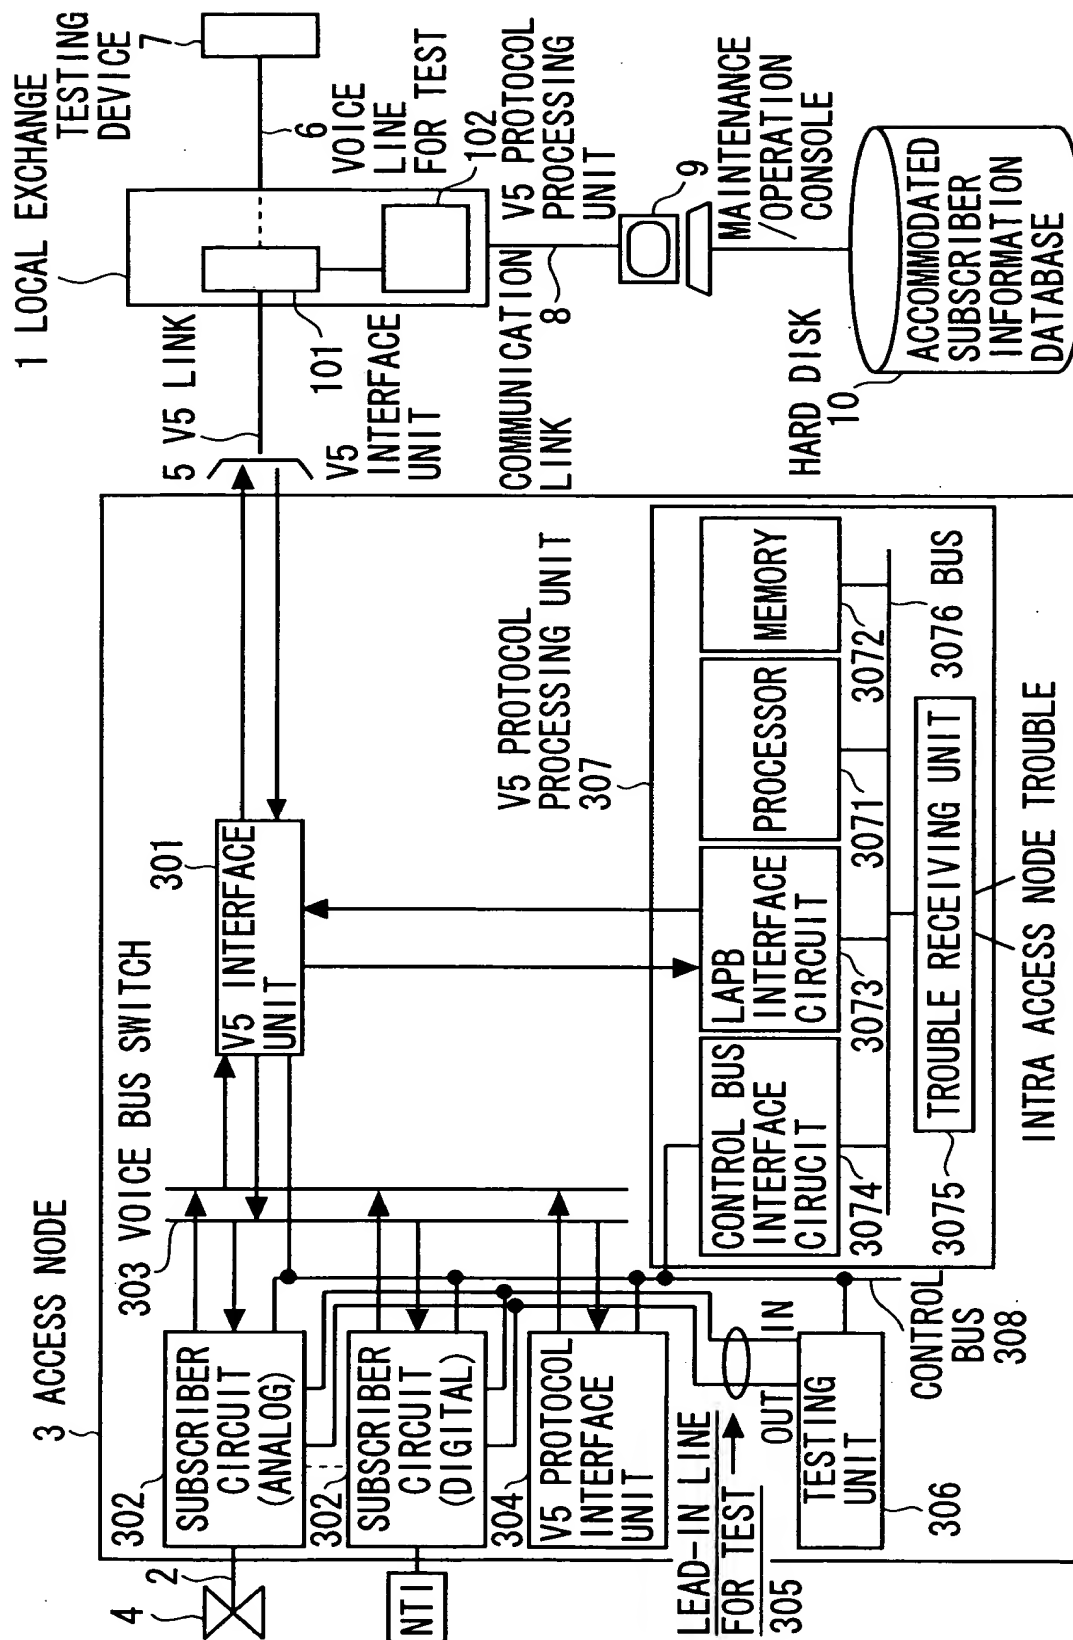 3 ACCESS NODE
303 VOICE BUS SWITCH
4
2
302
SUBSCRIBER
CIRCUIT
(ANALOG)
302
SUBSCRIBER
CIRCUIT
(DIGITAL)
NTI
304
V5 PROTOCOL
INTERFACE
UNIT
LEAD-IN LINE
FOR TEST
305
OUT
IN
TESTING
UNIT
306
CONTROL
BUS
308
301
V5 INTERFACE
UNIT
V5 PROTOCOL
PROCESSING UNIT
307
CONTROL BUS
INTERFACE
CIRUCIT
3074
LAPB
INTERFACE
CIRCUIT
3073
PROCESSOR
3071
MEMORY
3072
3076 BUS
3075
TROUBLE RECEIVING UNIT
INTRA ACCESS NODE TROUBLE
1 LOCAL EXCHANGE
5 V5 LINK
101
V5
INTERFACE
UNIT
TESTING
DEVICE
7
6
VOICE
LINE
FOR TEST
102
V5 PROTOCOL
PROCESSING
UNIT
COMMUNICATION
LINK
8
9
MAINTENANCE
OPERATION
CONSOLE
HARD DISK
10
ACCOMMODATED
SUBSCRIBER
INFORMATION
DATABASE